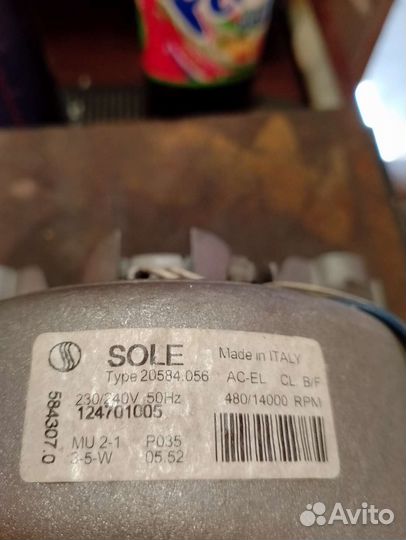 SOLE
Made in ITALY
Type 20584.056
AC-EL CL. B/F
230/240V 50Hz
480/14000 RPM
124701005
MU 2-1 P035
3-5-W 05.52
584307.0
Avito